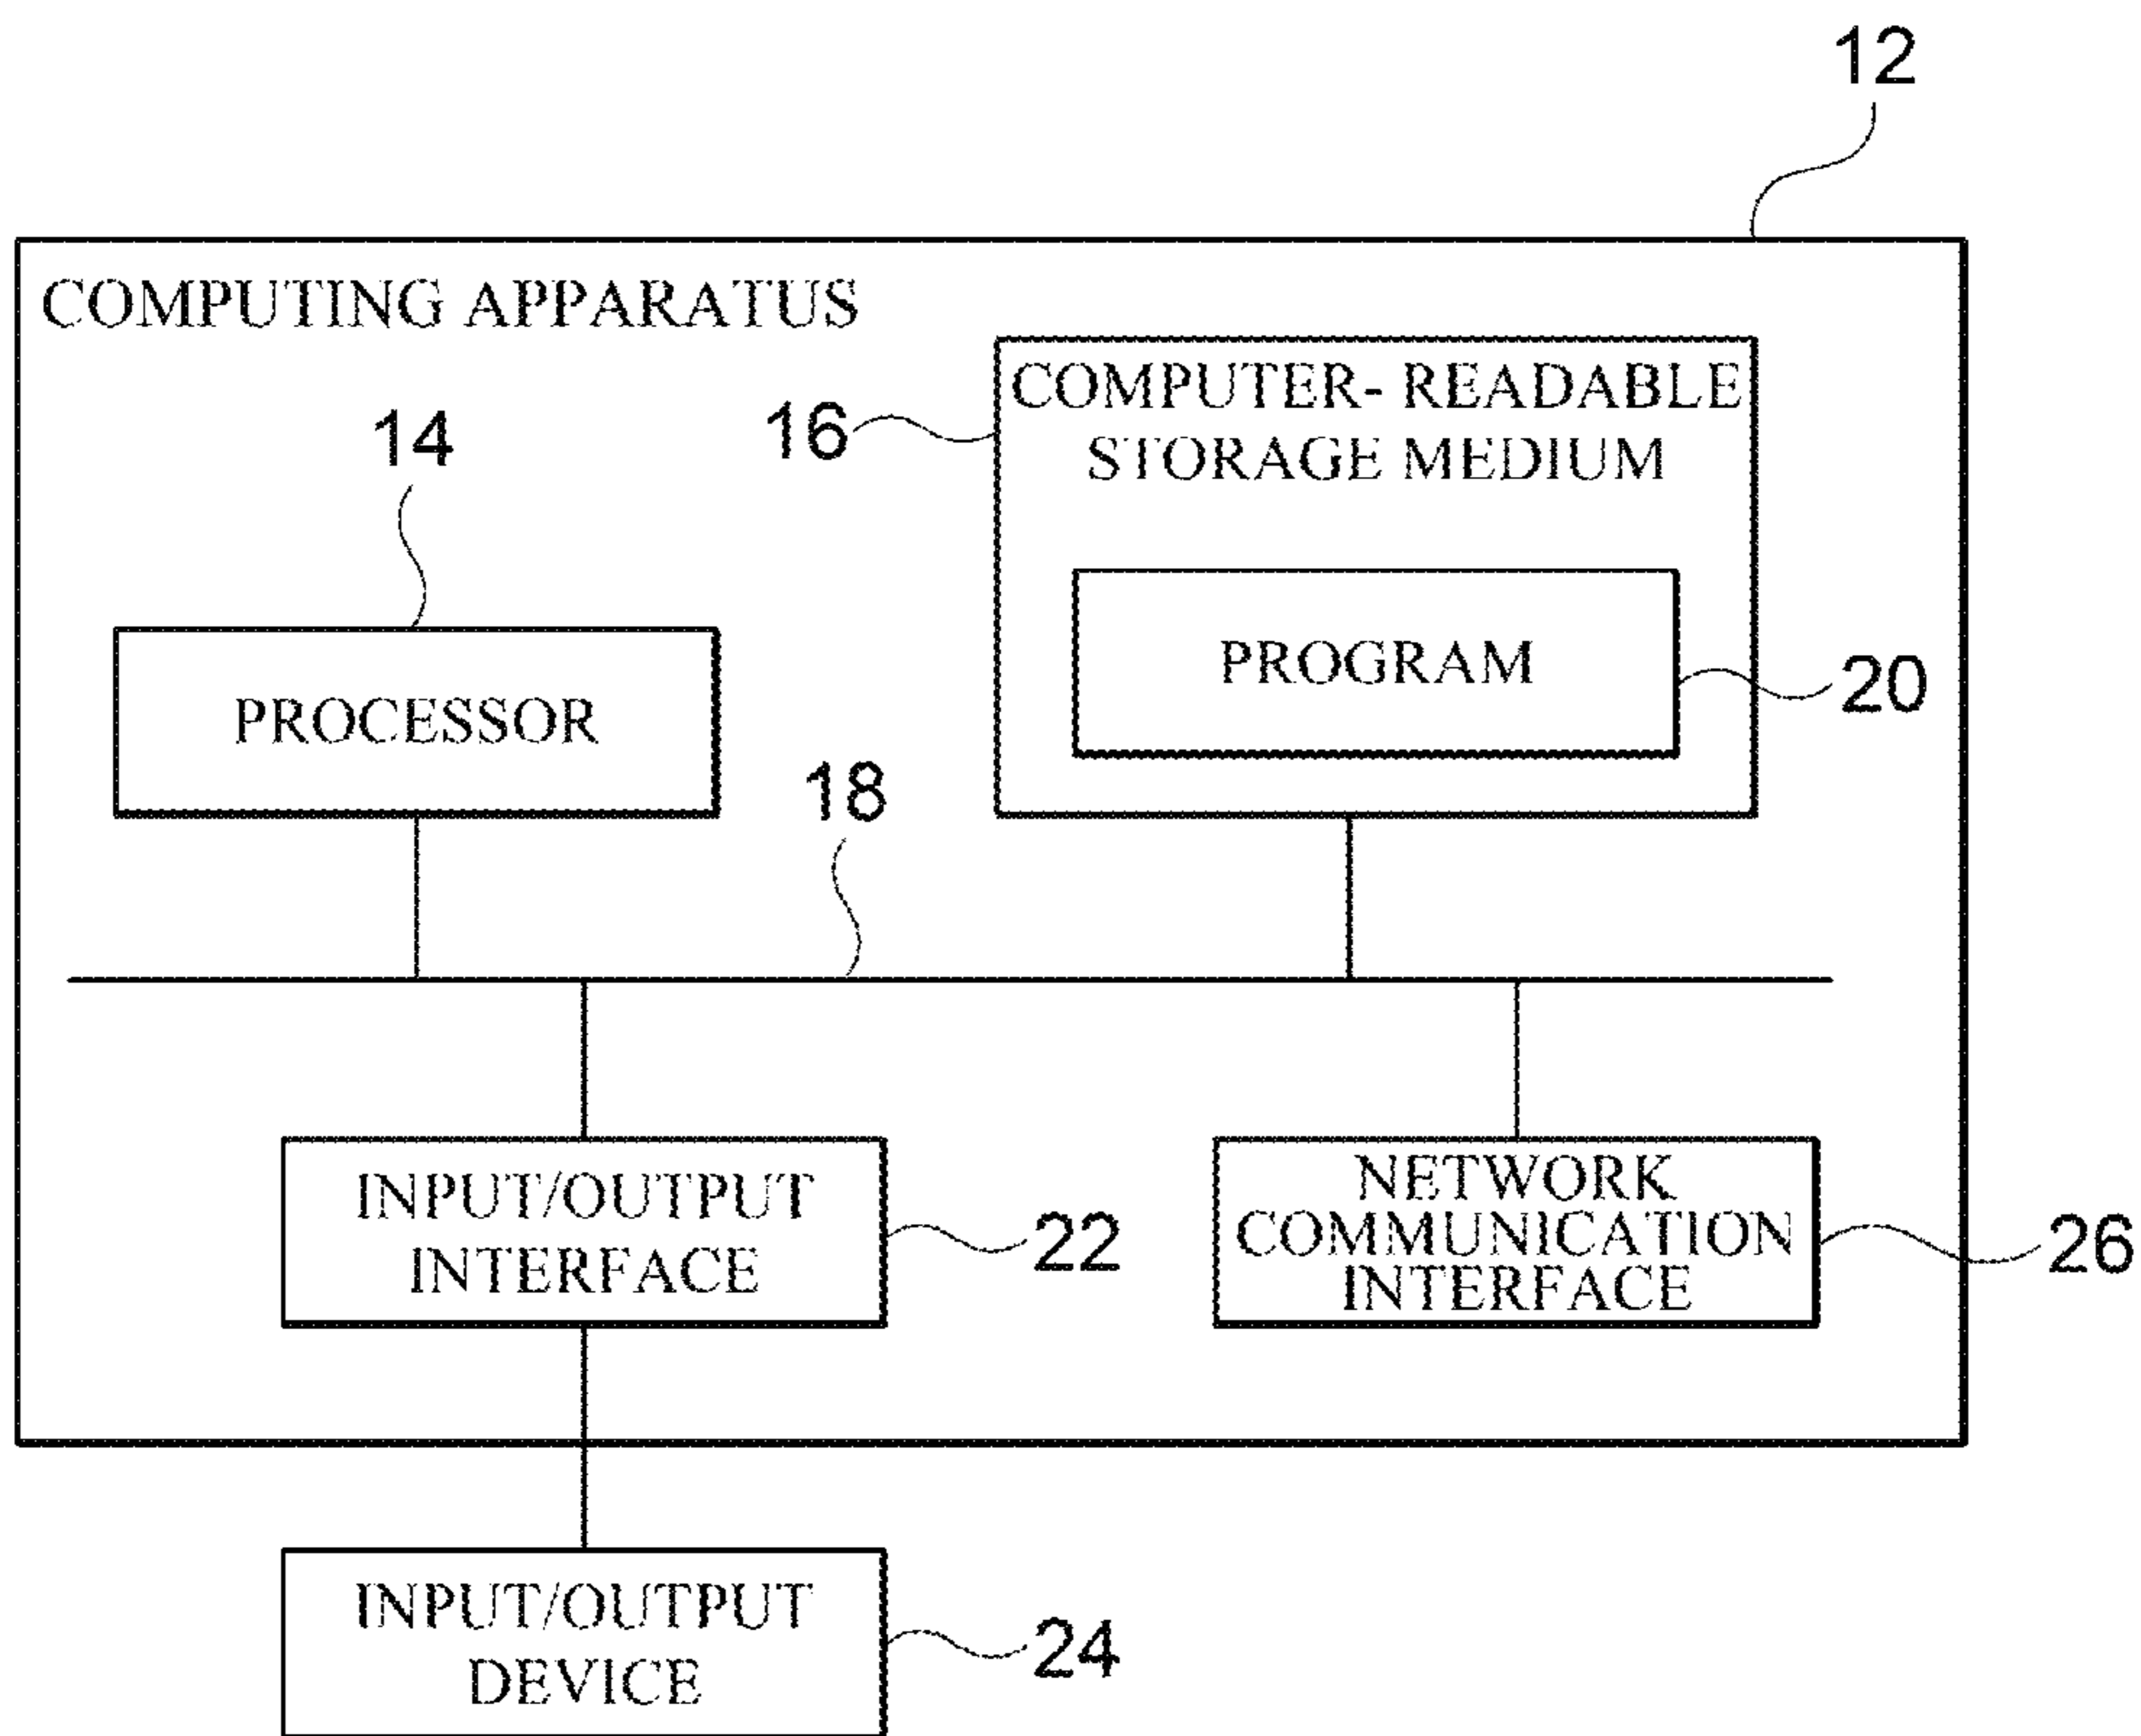 12
COMPUTING APPARATUS
COMPUTER- READABLE
STORAGE MEDIUM
16
14
PROGRAM
20
PROCESSOR
18
INPUT/OUTPUT
INTERFACE
22
NETWORK
COMMUNICATION
INTERFACE
26
INPUT/OUTPUT
DEVICE
24